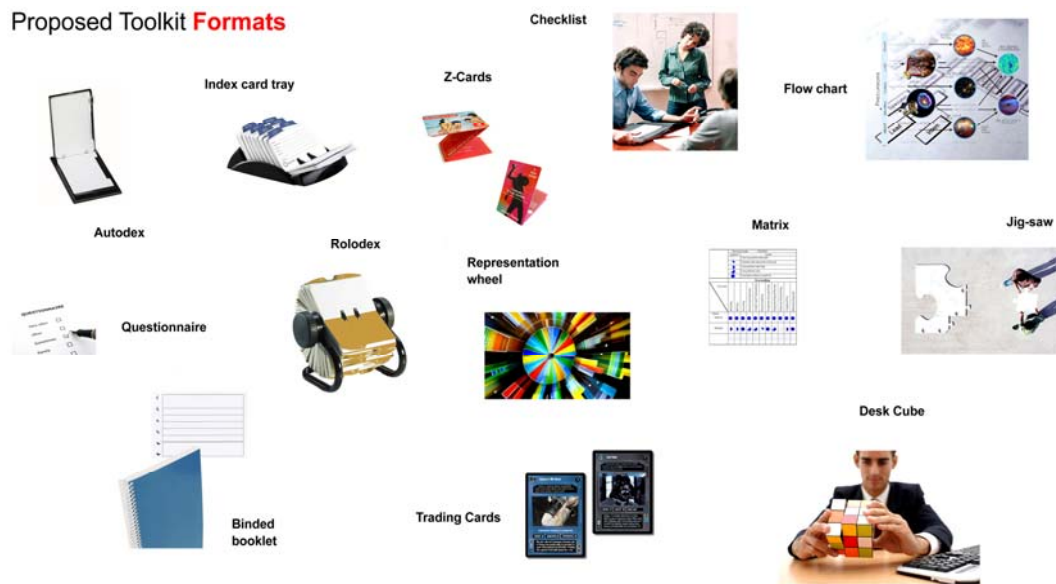 Proposed Toolkit Formats
Checklist
Index card tray
Z-Cards
Flow chart
Autodex
Rolodex
Representation
wheel
Matrix
Jig-saw
Questionnaire
QUESTIONNAIRE
Desk Cube
Trading Cards
Binded
booklet